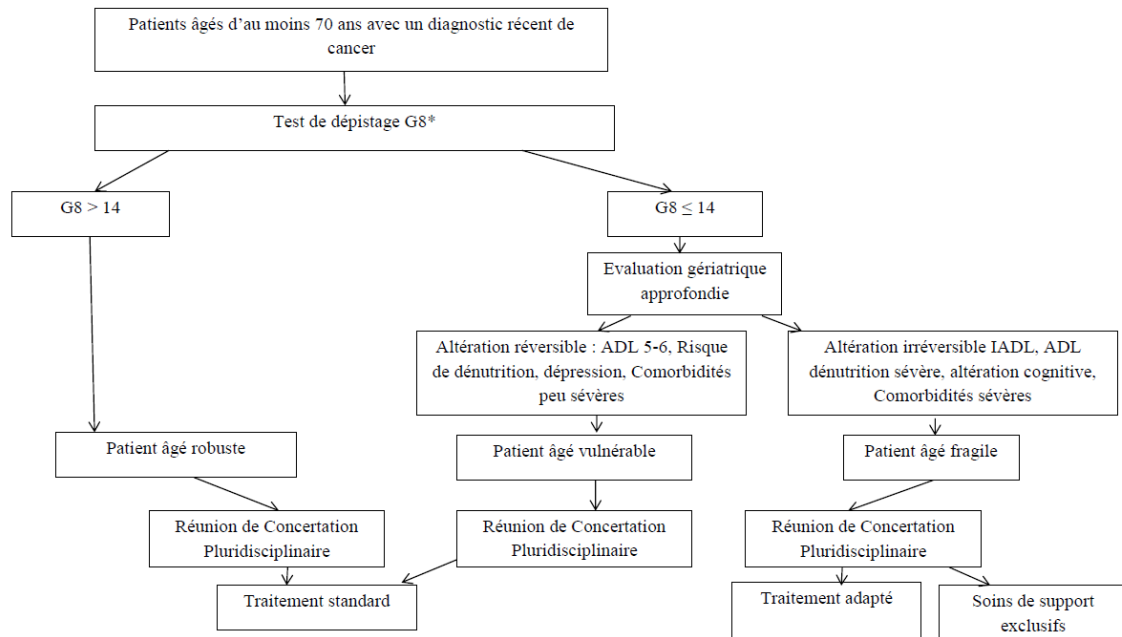 Patients âgés d’au moins 70 ans avec un diagnostic récent de
cancer
Test de dépistage G8*
G8 > 14
G8 ≤ 14
Evaluation gériatrique
approfondie
Altération réversible : ADL 5-6, Risque
de dénutrition, dépression, Comorbidités
peu sévères
Altération irréversible IADL, ADL
dénutrition sévère, altération cognitive,
Comorbidités sévères
Patient âgé robuste
Patient âgé vulnérable
Patient âgé fragile
Réunion de Concertation
Pluridisciplinaire
Réunion de Concertation
Pluridisciplinaire
Réunion de Concertation
Pluridisciplinaire
Traitement standard
Traitement adapté
Soins de support
exclusifs